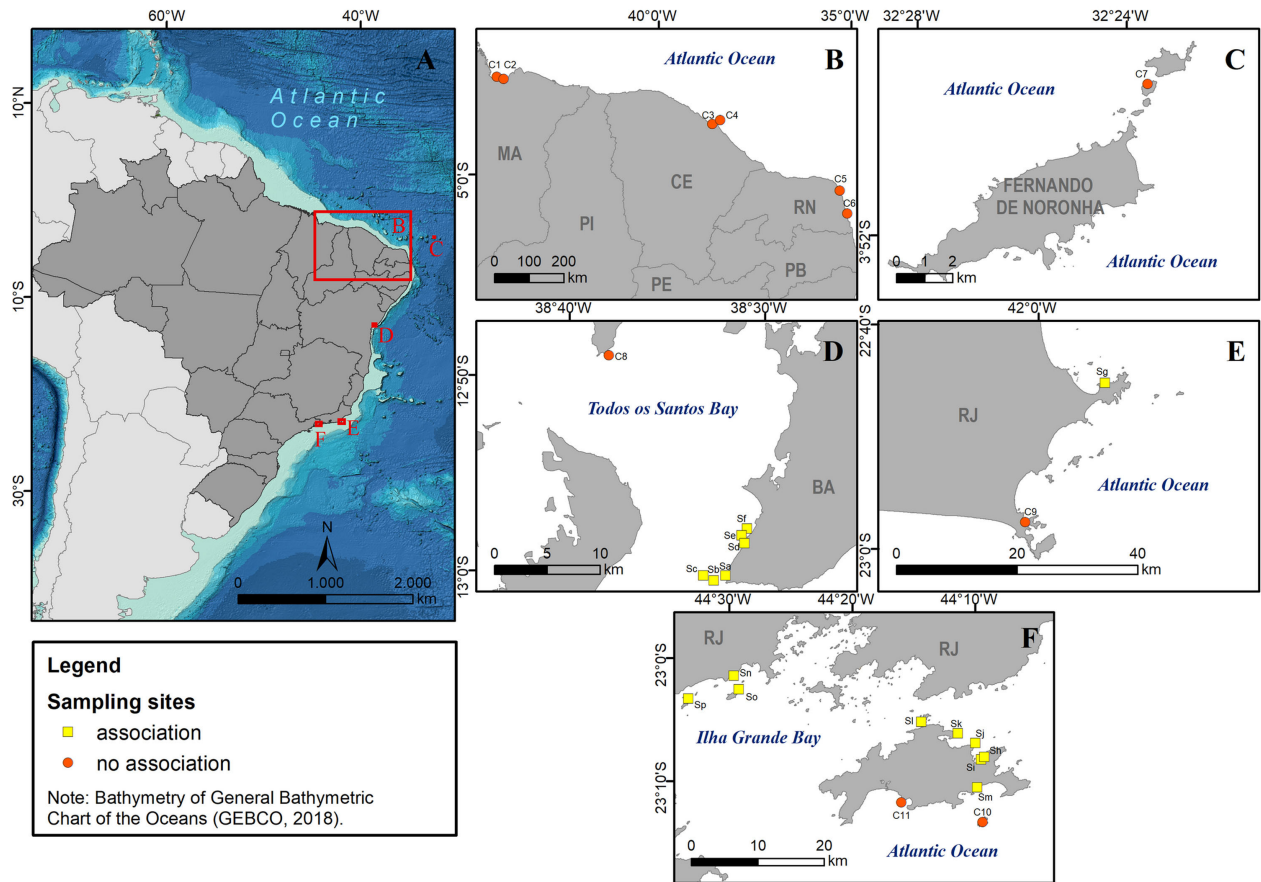 60°0'W
40°0'W
A
Atlantic
Ocean
10°N
10°0'S
30°S
B
C
D
E
F
N
0
1.000
2.000
km
40°0'W
35°0'W
B
Atlantic Ocean
C1
C2
C3
C4
C5
C6
MA
PI
CE
RN
PB
PE
5°0'S
0
100
200
km
32°28'W
32°24'W
C
Atlantic Ocean
C7
FERNANDO
DE NORONHA
3°52'S
Atlantic Ocean
0
1
2
km
38°40'W
38°30'W
D
C8
12°50'S
Todos os Santos Bay
BA
Sf
Se
Sd
Sc
Sb
Sa
13°0'S
0
5
10
km
42°0'W
22°40'S
E
Sg
RJ
Atlantic Ocean
C9
23°0'S
0
20
40
km
44°30'W
44°20'W
44°10'W
RJ
RJ
F
23°0'S
Sn
So
Sp
Sl
Sk
Sj
Sh
Si
Sm
Ilha Grande Bay
23°10'S
C11
C10
Atlantic Ocean
0
10
20
km
Legend
Sampling sites
association
no association
Note: Bathymetry of General Bathymetric
Chart of the Oceans (GEBCO, 2018).